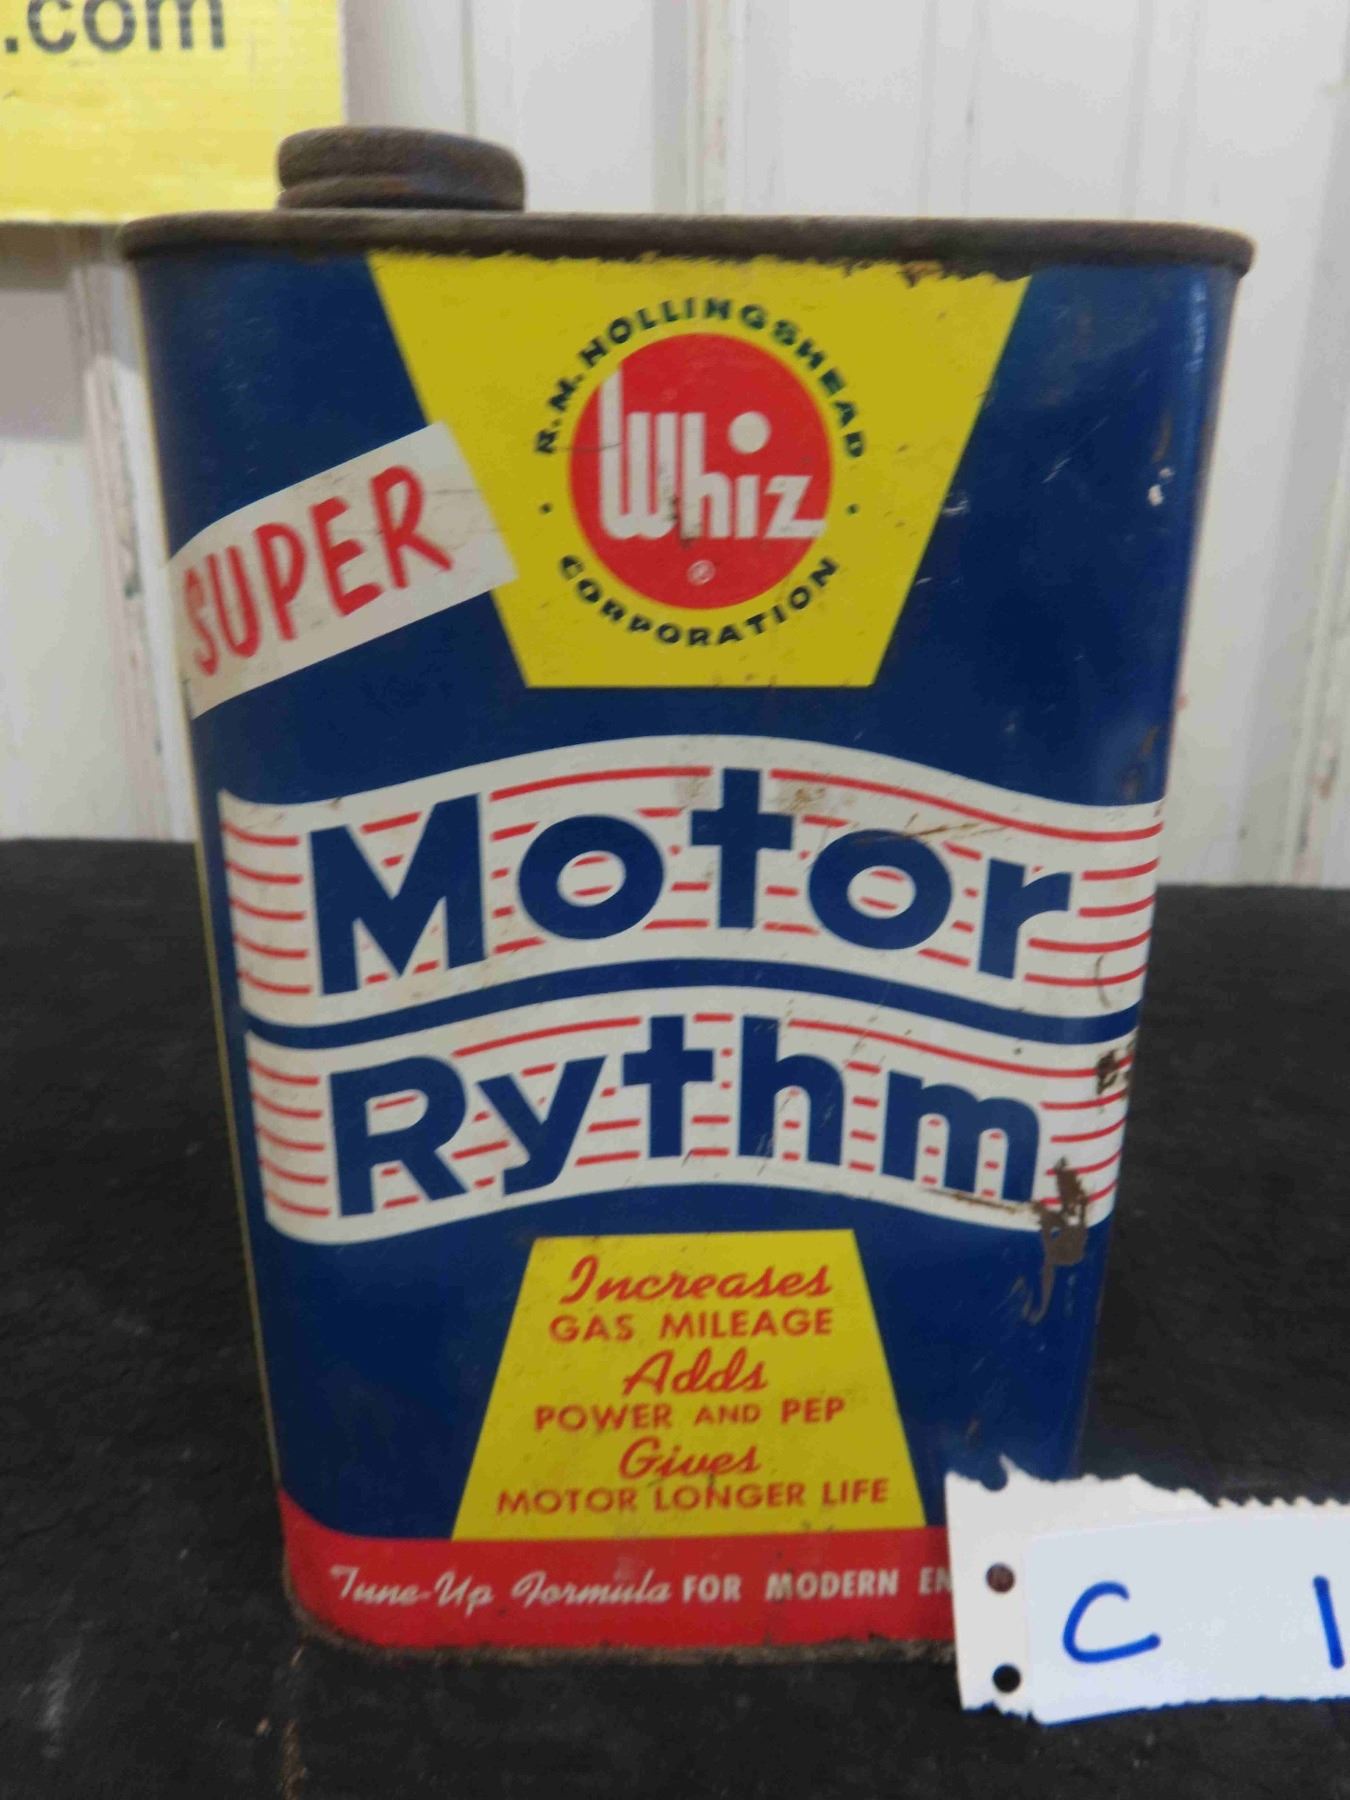 .com
R.M. HOLLINGSHEAD
Whiz
®
CORPORATION
SUPER
Motor
Rythm
Increases
GAS MILEAGE
Adds
POWER AND PEP
Gives
MOTOR LONGER LIFE
Tune-Up Formula FOR MODERN EN
C 1